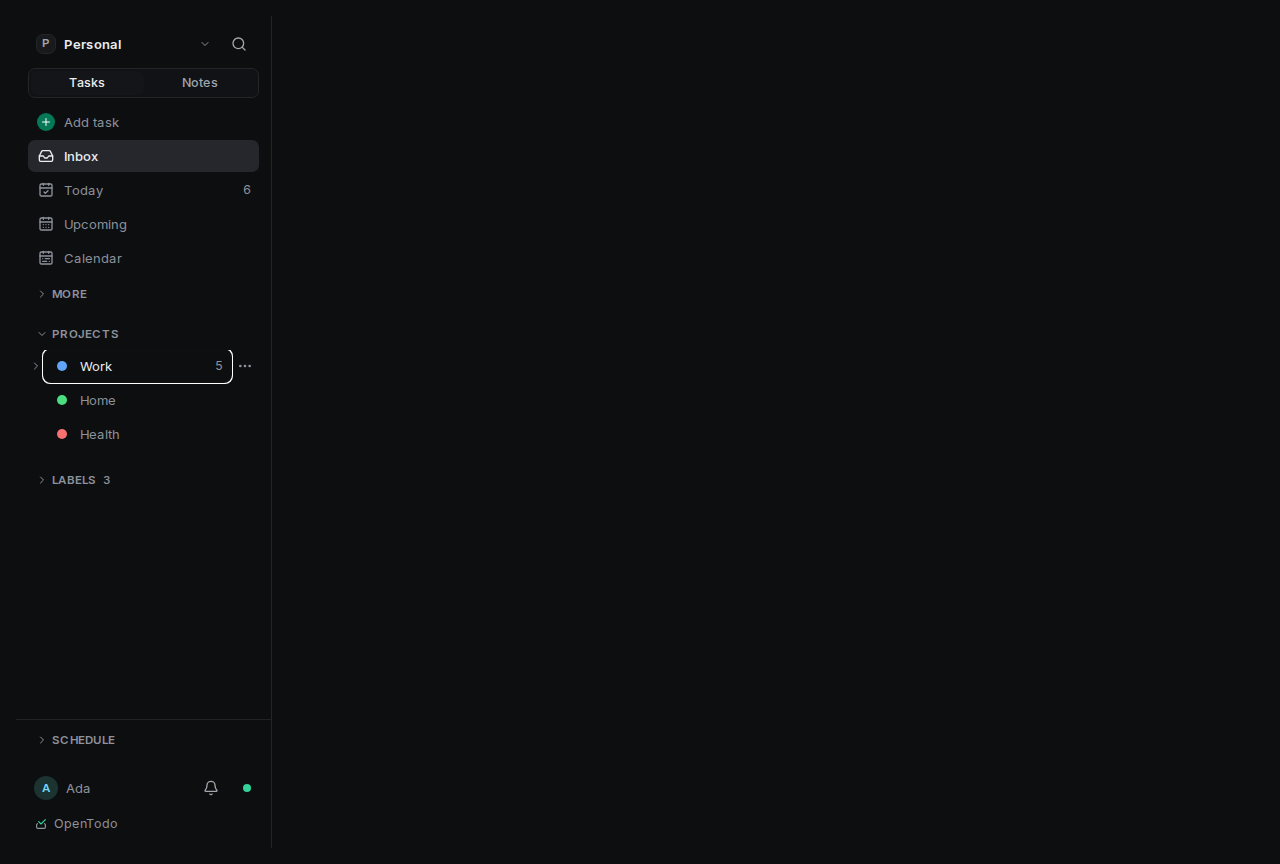 P Personal
Tasks Notes
Add task
Inbox
Today 6
Upcoming
Calendar
MORE
PROJECTS
Work 5
Home
Health
LABELS 3
SCHEDULE
A Ada
OpenTodo